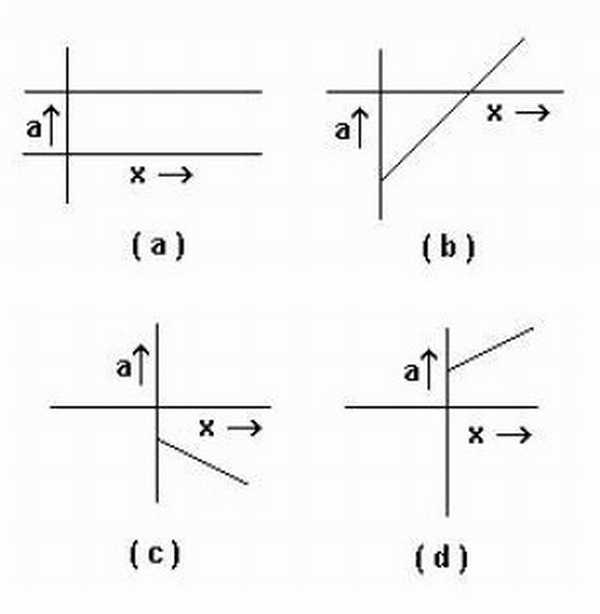 a↑
x →
( a )
a↑
x →
( b )
a↑
x →
( c )
a↑
x →
( d )